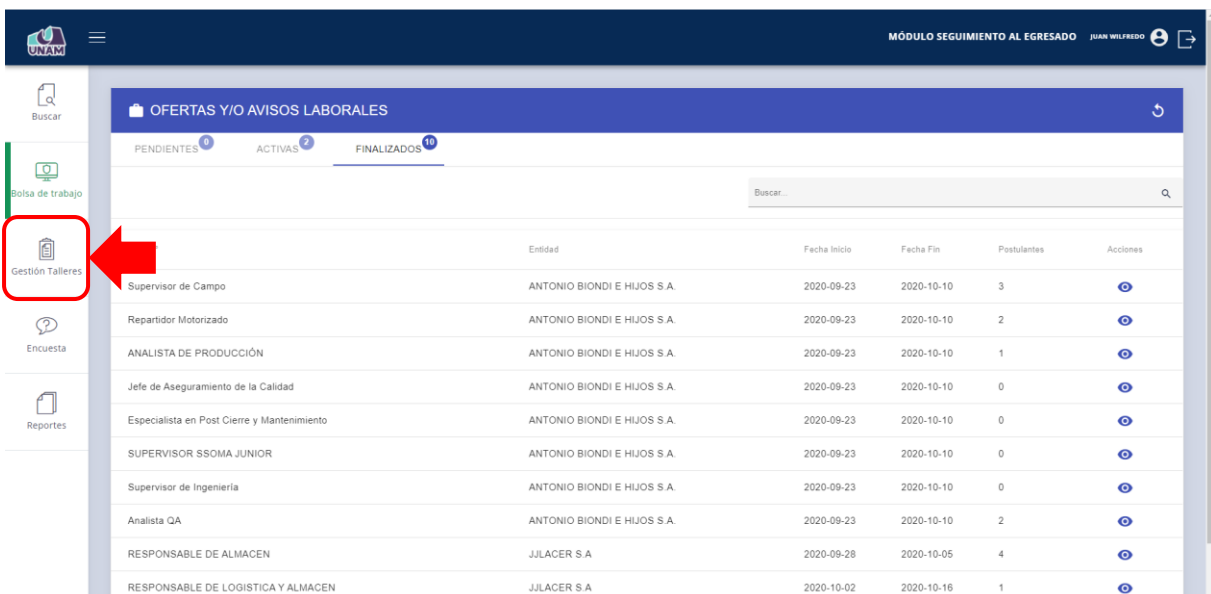 UNAM
MÓDULO SEGUIMIENTO AL EGRESADO JUAN WILFREDO
Buscar
Bolsa de trabajo
Gestión Talleres
Encuesta
Reportes
OFERTAS Y/O AVISOS LABORALES
PENDIENTES 0 ACTIVAS 2 FINALIZADOS 10
Buscar...
Entidad Fecha Inicio Fecha Fin Postulantes Acciones
Supervisor de Campo ANTONIO BIONDI E HIJOS S.A. 2020-09-23 2020-10-10 3
Repartidor Motorizado ANTONIO BIONDI E HIJOS S.A. 2020-09-23 2020-10-10 2
ANALISTA DE PRODUCCIÓN ANTONIO BIONDI E HIJOS S.A. 2020-09-23 2020-10-10 1
Jefe de Aseguramiento de la Calidad ANTONIO BIONDI E HIJOS S.A. 2020-09-23 2020-10-10 0
Especialista en Post Cierre y Mantenimiento ANTONIO BIONDI E HIJOS S.A. 2020-09-23 2020-10-10 0
SUPERVISOR SSOMA JUNIOR ANTONIO BIONDI E HIJOS S.A. 2020-09-23 2020-10-10 0
Supervisor de Ingeniería ANTONIO BIONDI E HIJOS S.A. 2020-09-23 2020-10-10 0
Analista QA ANTONIO BIONDI E HIJOS S.A. 2020-09-23 2020-10-10 2
RESPONSABLE DE ALMACEN JJLACER S.A 2020-09-28 2020-10-05 4
RESPONSABLE DE LOGISTICA Y ALMACEN JJLACER S.A 2020-10-02 2020-10-16 1